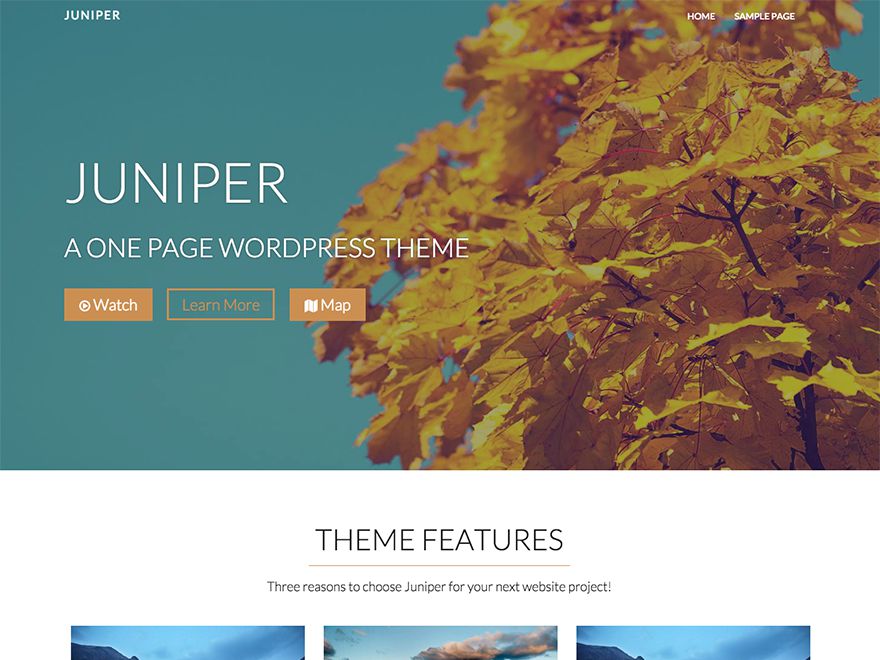 JUNIPER
HOME SAMPLE PAGE
JUNIPER
A ONE PAGE WORDPRESS THEME
Watch Learn More Map
THEME FEATURES
Three reasons to choose Juniper for your next website project!